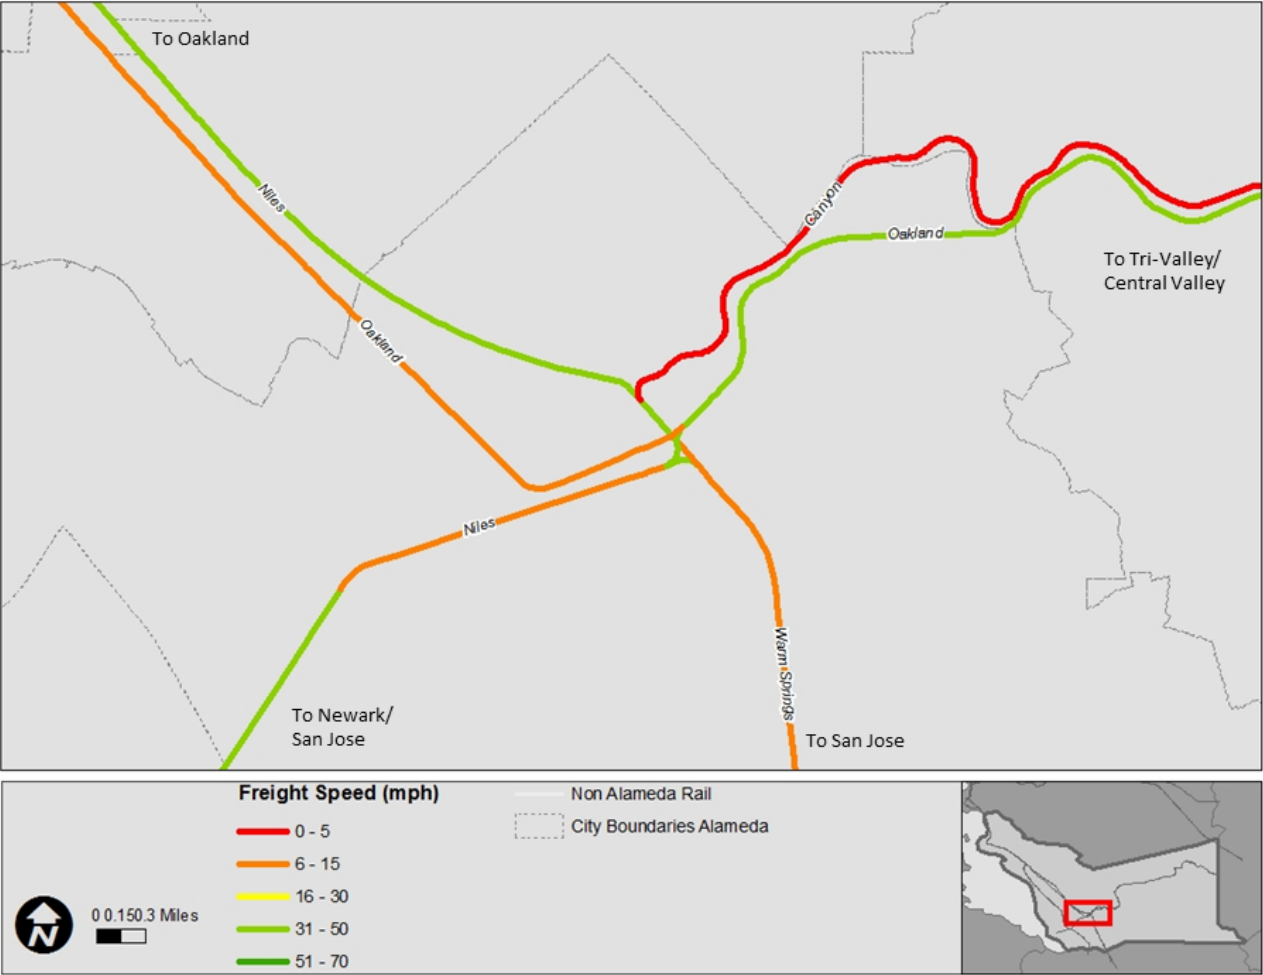 To Oakland
Niles
Canyon
Oakland
To Tri-Valley/
Central Valley
Oakland
Niles
Warm Springs
To Newark/
San Jose
To San Jose
Freight Speed (mph)
0 - 5
6 - 15
16 - 30
31 - 50
51 - 70
Non Alameda Rail
City Boundaries Alameda
N
0 0.150.3 Miles